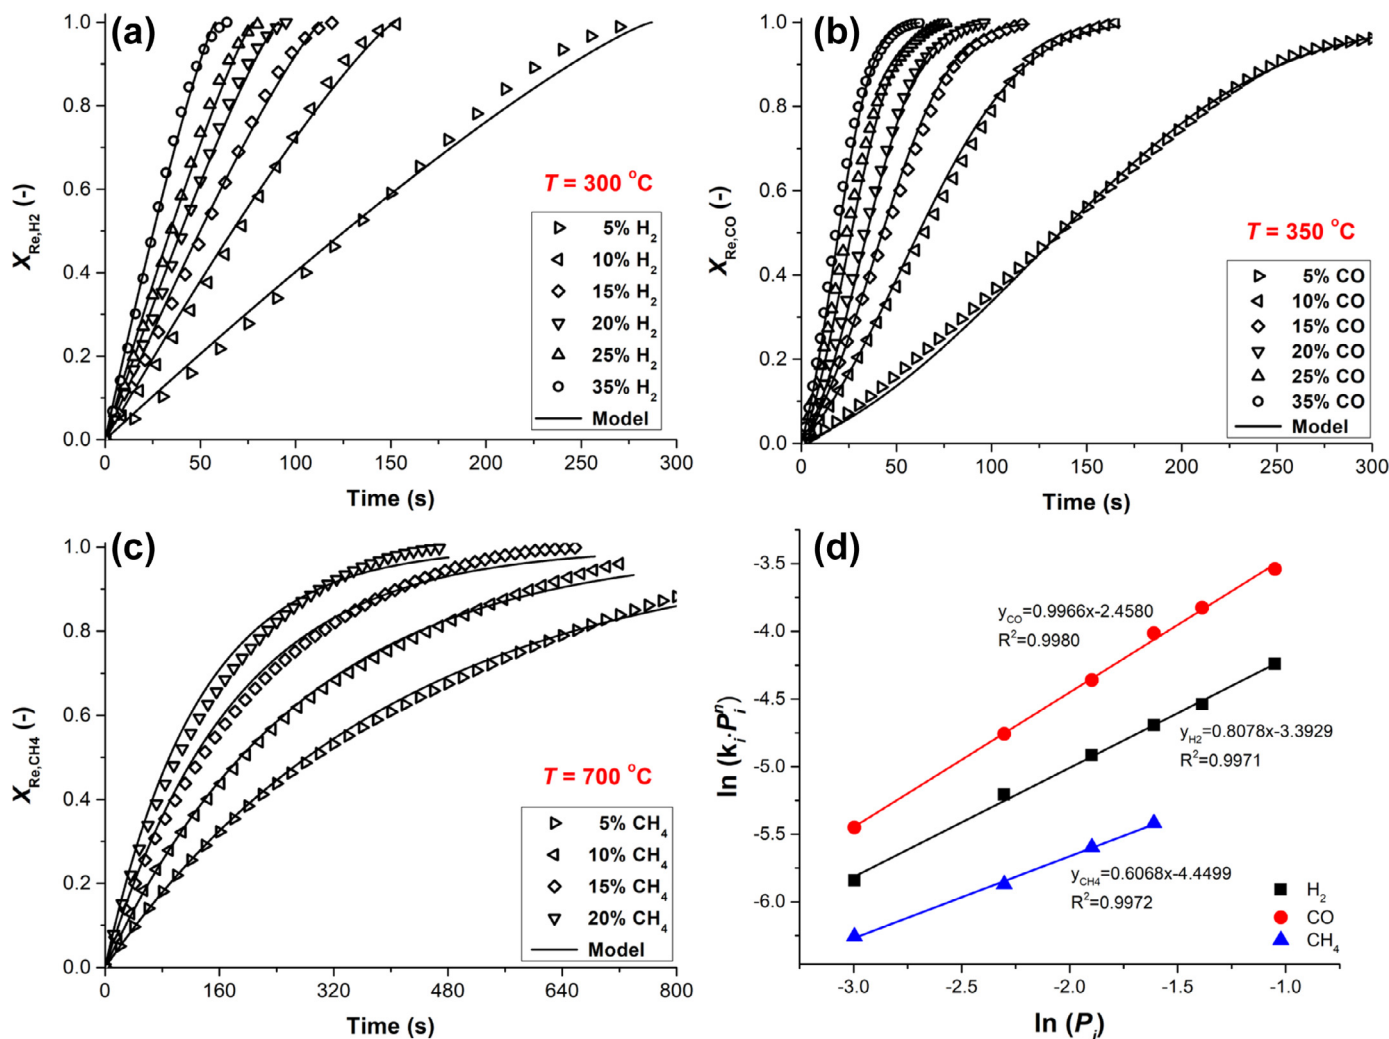 (a)
1.0
0.8
0.6
0.4
0.2
0.0
X_Re,H2 (-)
T = 300 °C
5% H₂
10% H₂
15% H₂
20% H₂
25% H₂
35% H₂
Model
0 50 100 150 200 250 300
Time (s)
(b)
1.0
0.8
0.6
0.4
0.2
0.0
X_Re,CO (-)
T = 350 °C
5% CO
10% CO
15% CO
20% CO
25% CO
35% CO
Model
0 50 100 150 200 250 300
Time (s)
(c)
1.0
0.8
0.6
0.4
0.2
0.0
X_Re,CH4 (-)
T = 700 °C
5% CH₄
10% CH₄
15% CH₄
20% CH₄
Model
0 160 320 480 640 800
Time (s)
(d)
-3.5
-4.0
-4.5
-5.0
-5.5
-6.0
ln (k_i·P_i^n)
y_CO=0.9966x-2.4580
R²=0.9980
y_H2=0.8078x-3.3929
R²=0.9971
y_CH4=0.6068x-4.4499
R²=0.9972
H₂
CO
CH₄
-3.0 -2.5 -2.0 -1.5 -1.0
ln (P_i)